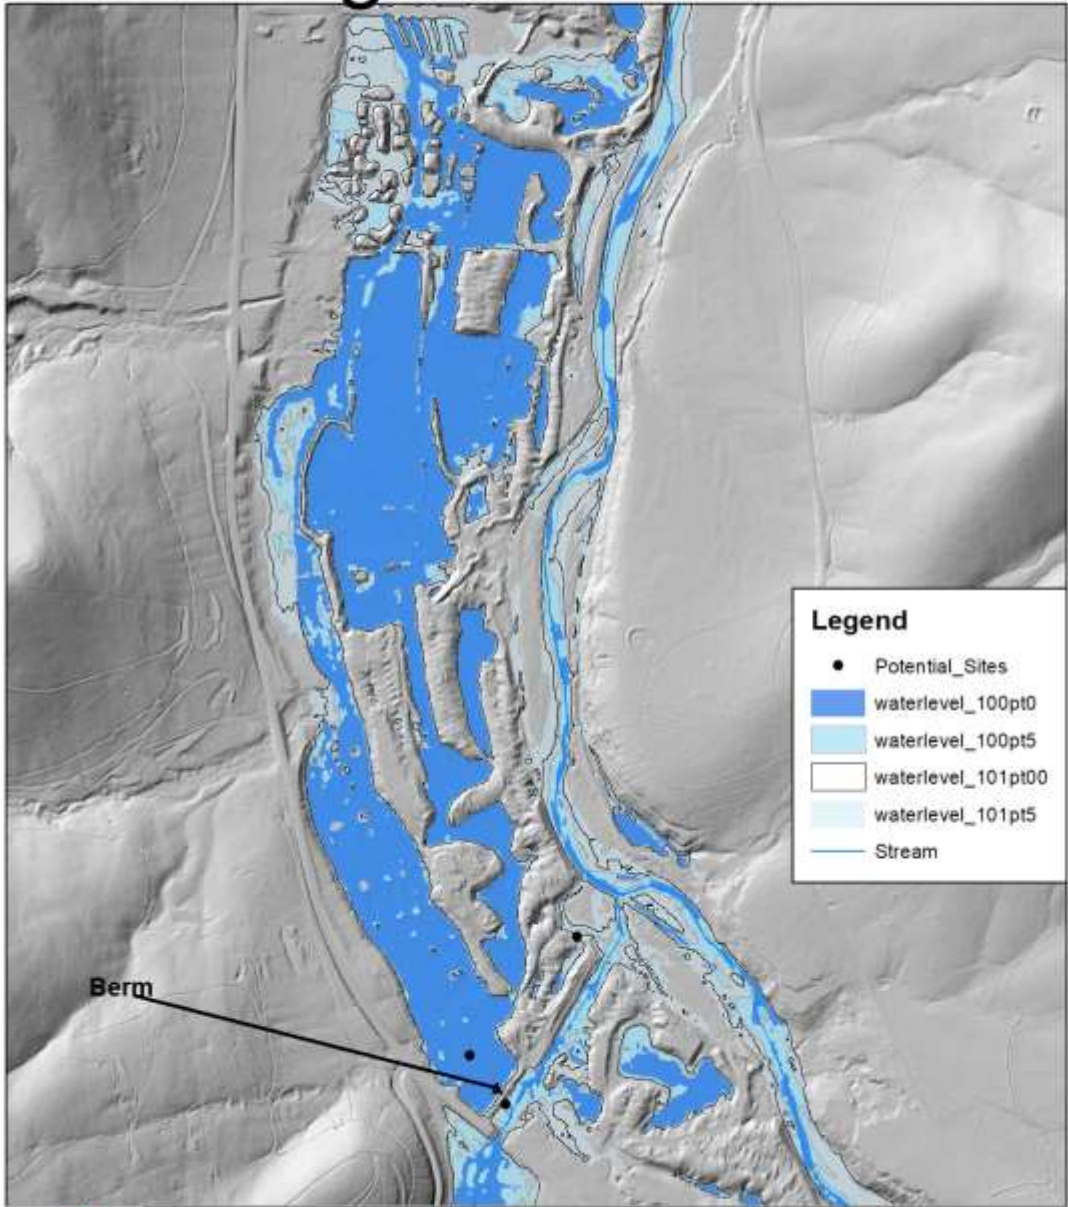 Legend
Potential_Sites
waterlevel_100pt0
waterlevel_100pt5
waterlevel_101pt00
waterlevel_101pt5
Stream
Berm